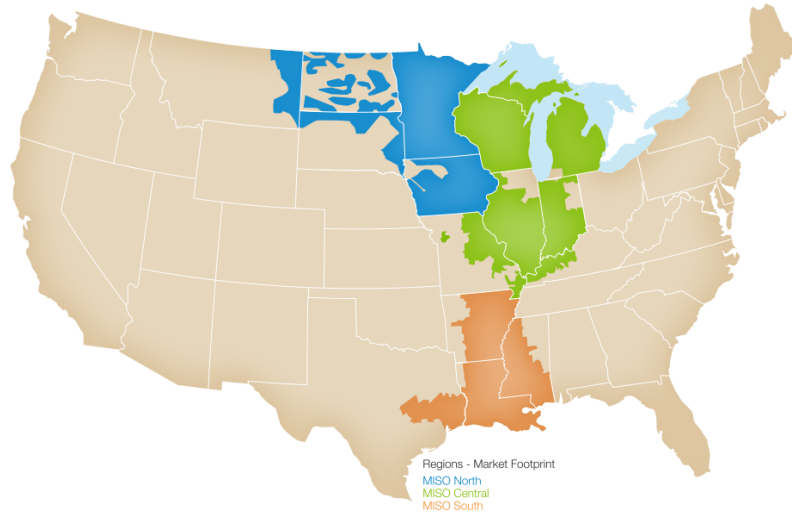 Regions - Market Footprint
MISO North
MISO Central
MISO South